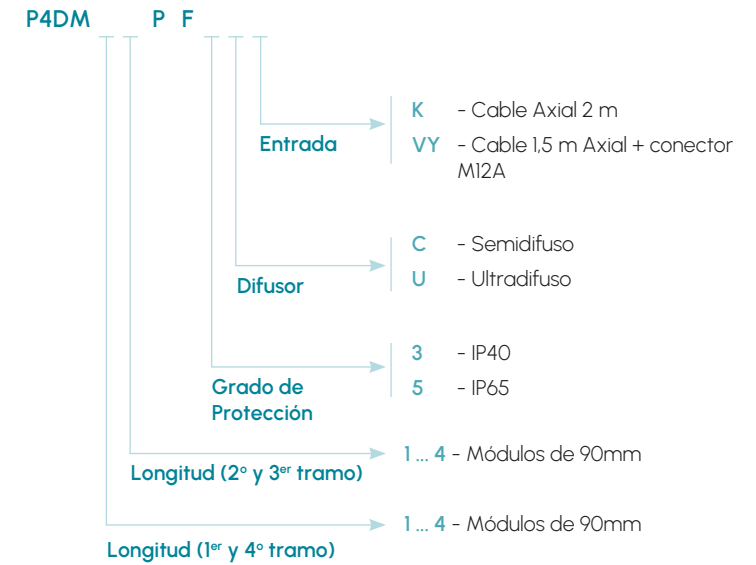 P4DM P F
K - Cable Axial 2 m
Entrada
VY - Cable 1,5 m Axial + conector
M12A
C - Semidifuso
Difusor
U - Ultradifuso
3 - IP40
Grado de
Protección
5 - IP65
1 ... 4 - Módulos de 90mm
Longitud (2º y 3er tramo)
1 ... 4 - Módulos de 90mm
Longitud (1er y 4º tramo)